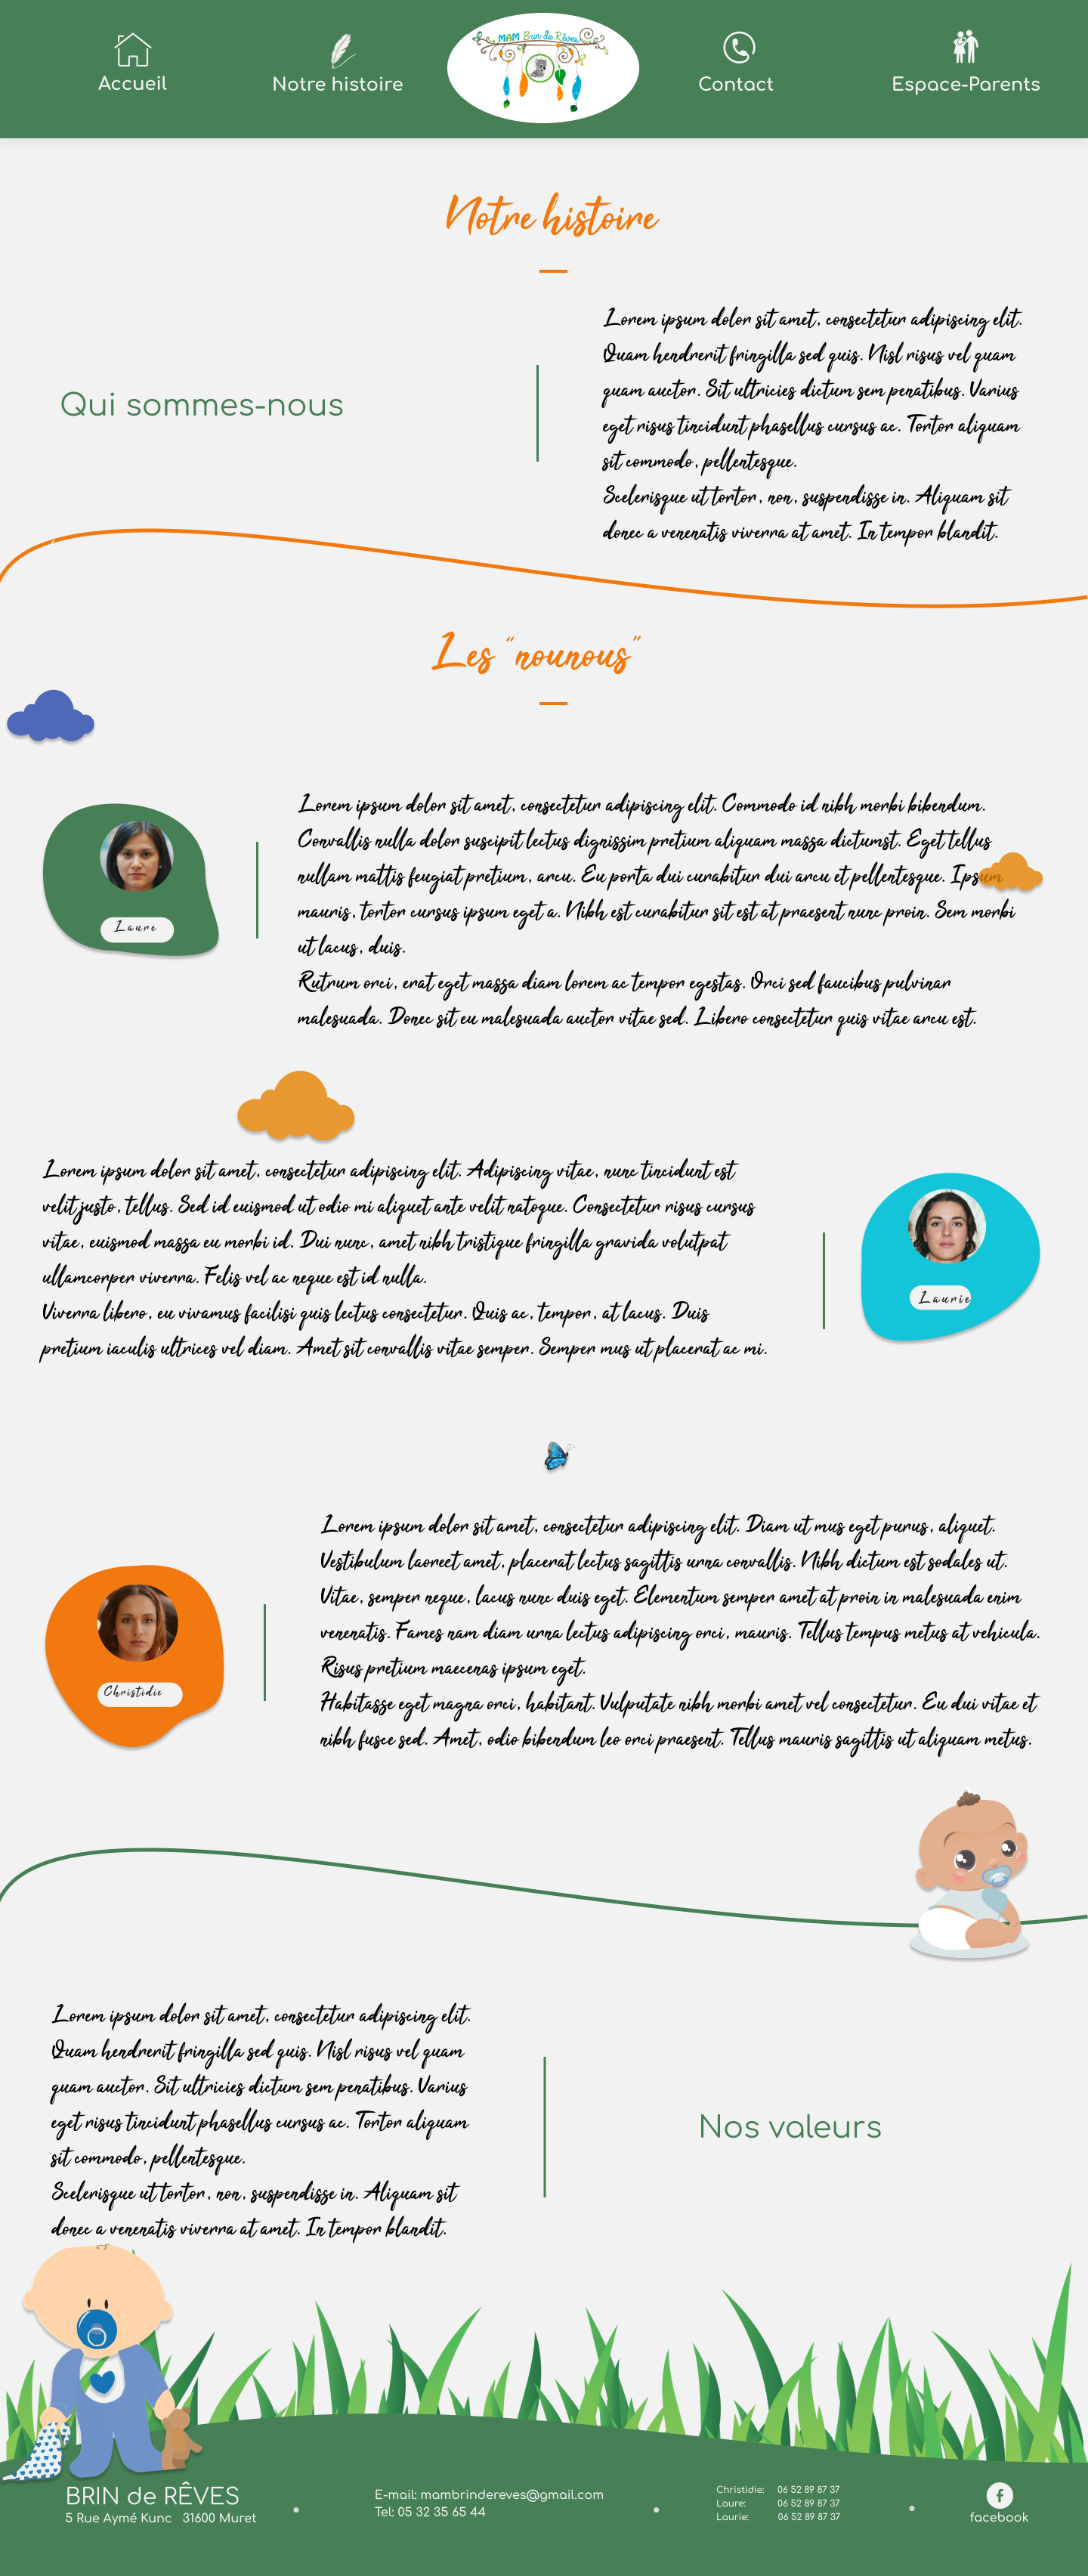 Accueil
Notre histoire
MAM Brin de Rêves
Contact
Espace-Parents
Notre histoire
Qui sommes-nous
Lorem ipsum dolor sit amet, consectetur adipiscing elit.
Quam hendrerit fringilla sed quis. Nisl risus vel quam
quam auctor. Sit ultricies dictum sem penatibus. Varius
eget risus tincidunt phasellus cursus ac. Tortor aliquam
sit commodo, pellentesque.
Scelerisque ut tortor, non, suspendisse in. Aliquam sit
donec a venenatis viverra at amet. In tempor blandit.
Les "nounous"
Laure
Lorem ipsum dolor sit amet, consectetur adipiscing elit. Commodo id nibh morbi bibendum.
Convallis nulla dolor suscipit lectus dignissim pretium aliquam massa dictumst. Eget tellus
nullam mattis feugiat pretium, arcu. Eu porta dui curabitur dui arcu et pellentesque. Ipsum
mauris, tortor cursus ipsum eget a. Nibh est curabitur sit est at praesent nunc proin. Sem morbi
ut lacus, duis.
Rutrum orci, erat eget massa diam lorem ac tempor egestas. Orci sed faucibus pulvinar
malesuada. Donec sit eu malesuada auctor vitae sed. Libero consectetur quis vitae arcu est.
Lorem ipsum dolor sit amet, consectetur adipiscing elit. Adipiscing vitae, nunc tincidunt est
velit justo, tellus. Sed id euismod ut odio mi aliquet ante velit natoque. Consectetur risus cursus
vitae, euismod massa eu morbi id. Dui nunc, amet nibh tristique fringilla gravida volutpat
ullamcorper viverra. Felis vel ac neque est id nulla.
Viverra libero, eu vivamus facilisi quis lectus consectetur. Quis ac, tempor, at lacus. Duis
pretium iaculis ultrices vel diam. Amet sit convallis vitae semper. Semper mus ut placerat ac mi.
Laurie
Christidie
Lorem ipsum dolor sit amet, consectetur adipiscing elit. Diam ut mus eget purus, aliquet.
Vestibulum laoreet amet, placerat lectus sagittis urna convallis. Nibh dictum est sodales ut.
Vitae, semper neque, lacus nunc duis eget. Elementum semper amet at proin in malesuada enim
venenatis. Fames nam diam urna lectus adipiscing orci, mauris. Tellus tempus metus at vehicula.
Risus pretium maecenas ipsum eget.
Habitasse eget magna orci, habitant. Vulputate nibh morbi amet vel consectetur. Eu dui vitae et
nibh fusce sed. Amet, odio bibendum leo orci praesent. Tellus mauris sagittis ut aliquam metus.
Lorem ipsum dolor sit amet, consectetur adipiscing elit.
Quam hendrerit fringilla sed quis. Nisl risus vel quam
quam auctor. Sit ultricies dictum sem penatibus. Varius
eget risus tincidunt phasellus cursus ac. Tortor aliquam
sit commodo, pellentesque.
Scelerisque ut tortor, non, suspendisse in. Aliquam sit
donec a venenatis viverra at amet. In tempor blandit.
Nos valeurs
BRIN de RÊVES
5 Rue Aymé Kunc 31600 Muret
E-mail: mambrindereves@gmail.com
Tel: 05 32 35 65 44
Christidie: 06 52 89 87 37
Laure: 06 52 89 87 37
Laurie: 06 52 89 87 37
facebook